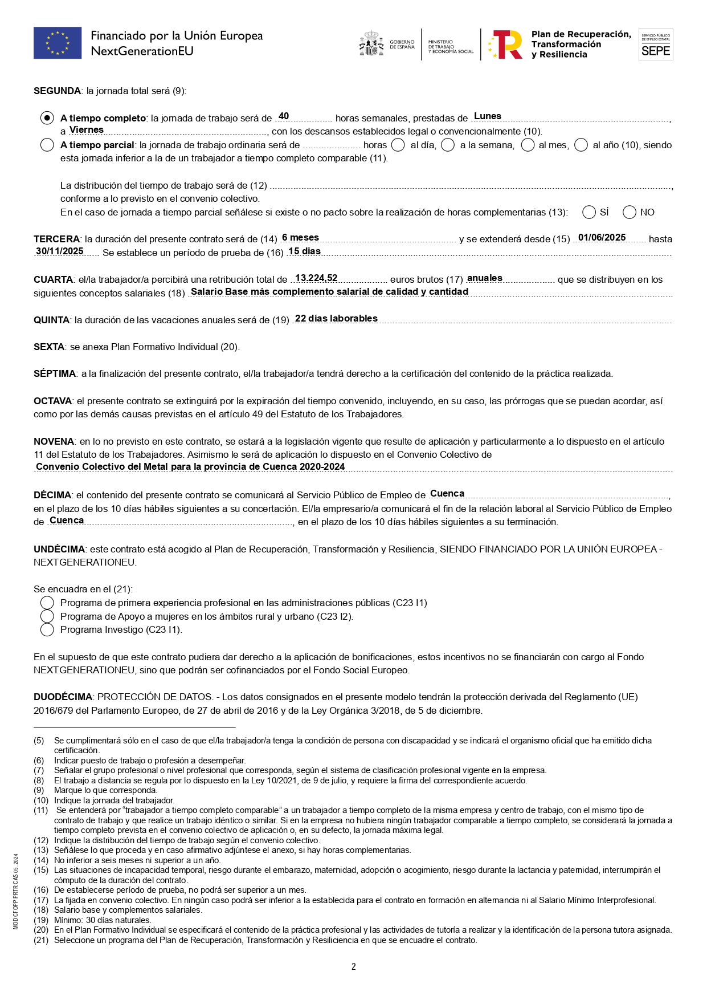 Financiado por la Unión Europea
NextGenerationEU
GOBIERNO
DE ESPAÑA
MINISTERIO
DE TRABAJO
Y ECONOMÍA SOCIAL
Plan de Recuperación,
Transformación
y Resiliencia
SERVICIO PÚBLICO
DE EMPLEO ESTATAL
SEPE
SEGUNDA: la jornada total será (9):
A tiempo completo: la jornada de trabajo será de 40 horas semanales, prestadas de Lunes,
a Viernes, con los descansos establecidos legal o convencionalmente (10).
A tiempo parcial: la jornada de trabajo ordinaria será de ...................... horas al día, a la semana, al mes, al año (10), siendo
esta jornada inferior a la de un trabajador a tiempo completo comparable (11).
La distribución del tiempo de trabajo será de (12) ......................,
conforme a lo previsto en el convenio colectivo.
En el caso de jornada a tiempo parcial señálese si existe o no pacto sobre la realización de horas complementarias (13): SÍ NO
TERCERA: la duración del presente contrato será de (14) 6 meses y se extenderá desde (15) 01/06/2025 hasta
30/11/2025. Se establece un período de prueba de (16) 15 dias
CUARTA: el/la trabajador/a percibirá una retribución total de 13.224,52 euros brutos (17) anuales que se distribuyen en los
siguientes conceptos salariales (18) Salario Base más complemento salarial de calidad y cantidad
QUINTA: la duración de las vacaciones anuales será de (19) 22 días laborables
SEXTA: se anexa Plan Formativo Individual (20).
SÉPTIMA: a la finalización del presente contrato, el/la trabajador/a tendrá derecho a la certificación del contenido de la práctica realizada.
OCTAVA: el presente contrato se extinguirá por la expiración del tiempo convenido, incluyendo, en su caso, las prórrogas que se puedan acordar, así
como por las demás causas previstas en el artículo 49 del Estatuto de los Trabajadores.
NOVENA: en lo no previsto en este contrato, se estará a la legislación vigente que resulte de aplicación y particularmente a lo dispuesto en el artículo
11 del Estatuto de los Trabajadores. Asimismo le será de aplicación lo dispuesto en el Convenio Colectivo de
Convenio Colectivo del Metal para la provincia de Cuenca 2020-2024
DÉCIMA: el contenido del presente contrato se comunicará al Servicio Público de Empleo de Cuenca,
en el plazo de los 10 días hábiles siguientes a su concertación. El/la empresario/a comunicará el fin de la relación laboral al Servicio Público de Empleo
de Cuenca, en el plazo de los 10 días hábiles siguientes a su terminación.
UNDÉCIMA: este contrato está acogido al Plan de Recuperación, Transformación y Resiliencia, SIENDO FINANCIADO POR LA UNIÓN EUROPEA -
NEXTGENERATIONEU.
Se encuadra en el (21):
Programa de primera experiencia profesional en las administraciones públicas (C23 I1)
Programa de Apoyo a mujeres en los ámbitos rural y urbano (C23 I2).
Programa Investigo (C23 I1).
En el supuesto de que este contrato pudiera dar derecho a la aplicación de bonificaciones, estos incentivos no se financiarán con cargo al Fondo
NEXTGENERATIONEU, sino que podrán ser cofinanciados por el Fondo Social Europeo.
DUODÉCIMA: PROTECCIÓN DE DATOS. - Los datos consignados en el presente modelo tendrán la protección derivada del Reglamento (UE)
2016/679 del Parlamento Europeo, de 27 de abril de 2016 y de la Ley Orgánica 3/2018, de 5 de diciembre.
(5) Se cumplimentará sólo en el caso de que el/la trabajador/a tenga la condición de persona con discapacidad y se indicará el organismo oficial que ha emitido dicha
certificación.
(6) Indicar puesto de trabajo o profesión a desempeñar.
(7) Señalar el grupo profesional o nivel profesional que corresponda, según el sistema de clasificación profesional vigente en la empresa.
(8) El trabajo a distancia se regula por lo dispuesto en la Ley 10/2021, de 9 de julio, y requiere la firma del correspondiente acuerdo.
(9) Marque lo que corresponda.
(10) Indique la jornada del trabajador.
(11) Se entenderá por “trabajador a tiempo completo comparable” a un trabajador a tiempo completo de la misma empresa y centro de trabajo, con el mismo tipo de
contrato de trabajo y que realice un trabajo idéntico o similar. Si en la empresa no hubiera ningún trabajador comparable a tiempo completo, se considerará la jornada a
tiempo completo prevista en el convenio colectivo de aplicación o, en su defecto, la jornada máxima legal.
(12) Indique la distribución del tiempo de trabajo según el convenio colectivo.
(13) Señálese lo que proceda y en caso afirmativo adjúntese el anexo, si hay horas complementarias.
(14) No inferior a seis meses ni superior a un año.
(15) Las situaciones de incapacidad temporal, riesgo durante el embarazo, maternidad, adopción o acogimiento, riesgo durante la lactancia y paternidad, interrumpirán el
cómputo de la duración del contrato.
(16) De establecerse período de prueba, no podrá ser superior a un mes.
(17) La fijada en convenio colectivo. En ningún caso podrá ser inferior a la establecida para el contrato en formación en alternancia ni al Salario Mínimo Interprofesional.
(18) Salario base y complementos salariales.
(19) Mínimo: 30 días naturales.
(20) En el Plan Formativo Individual se especificará el contenido de la práctica profesional y las actividades de tutoría a realizar y la identificación de la persona tutora asignada.
(21) Seleccione un programa del Plan de Recuperación, Transformación y Resiliciencia en que se encuadre el contrato.
MOD CFOPP PRTR CAS 05_2024
2